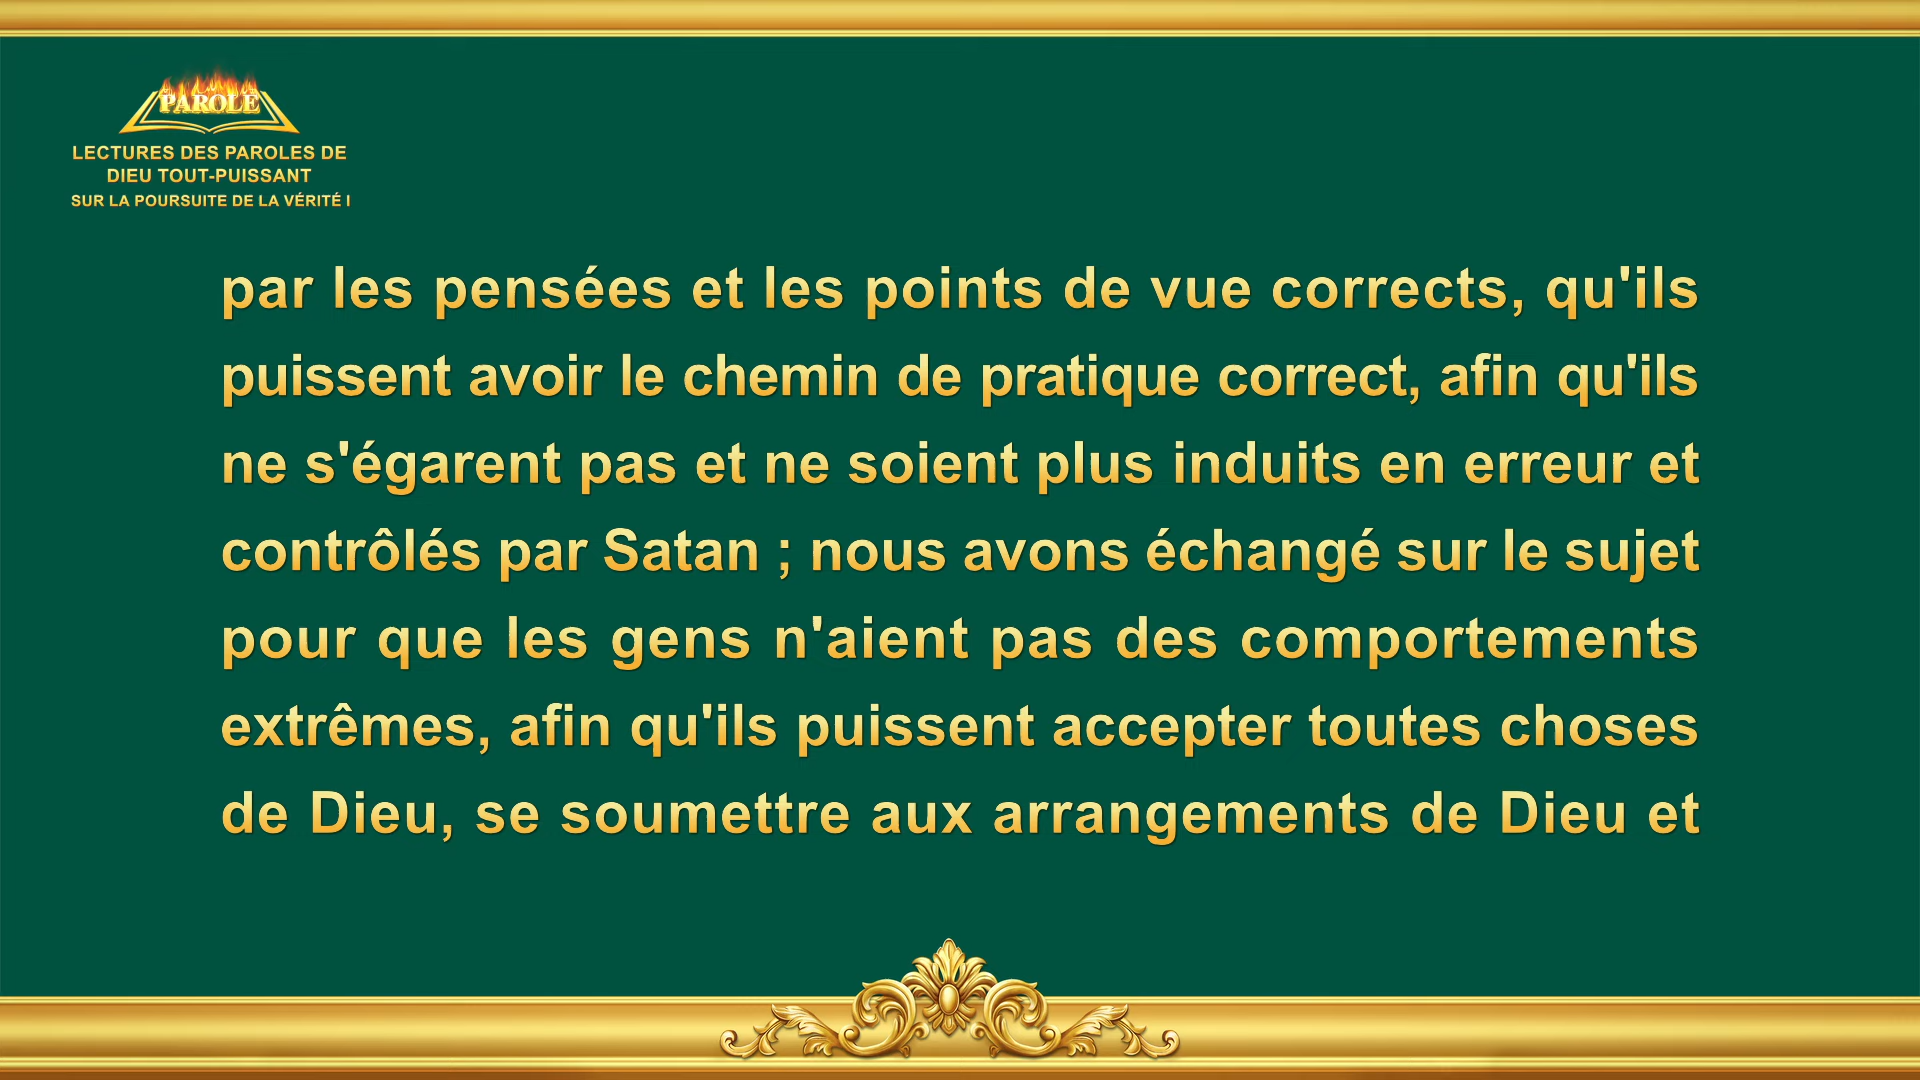 PAROLE
LECTURES DES PAROLES DE
DIEU TOUT-PUISSANT
SUR LA POURSUITE DE LA VÉRITÉ I
par les pensées et les points de vue corrects, qu'ils
puissent avoir le chemin de pratique correct, afin qu'ils
ne s'égarent pas et ne soient plus induits en erreur et
contrôlés par Satan ; nous avons échangé sur le sujet
pour que les gens n'aient pas des comportements
extrêmes, afin qu'ils puissent accepter toutes choses
de Dieu, se soumettre aux arrangements de Dieu et